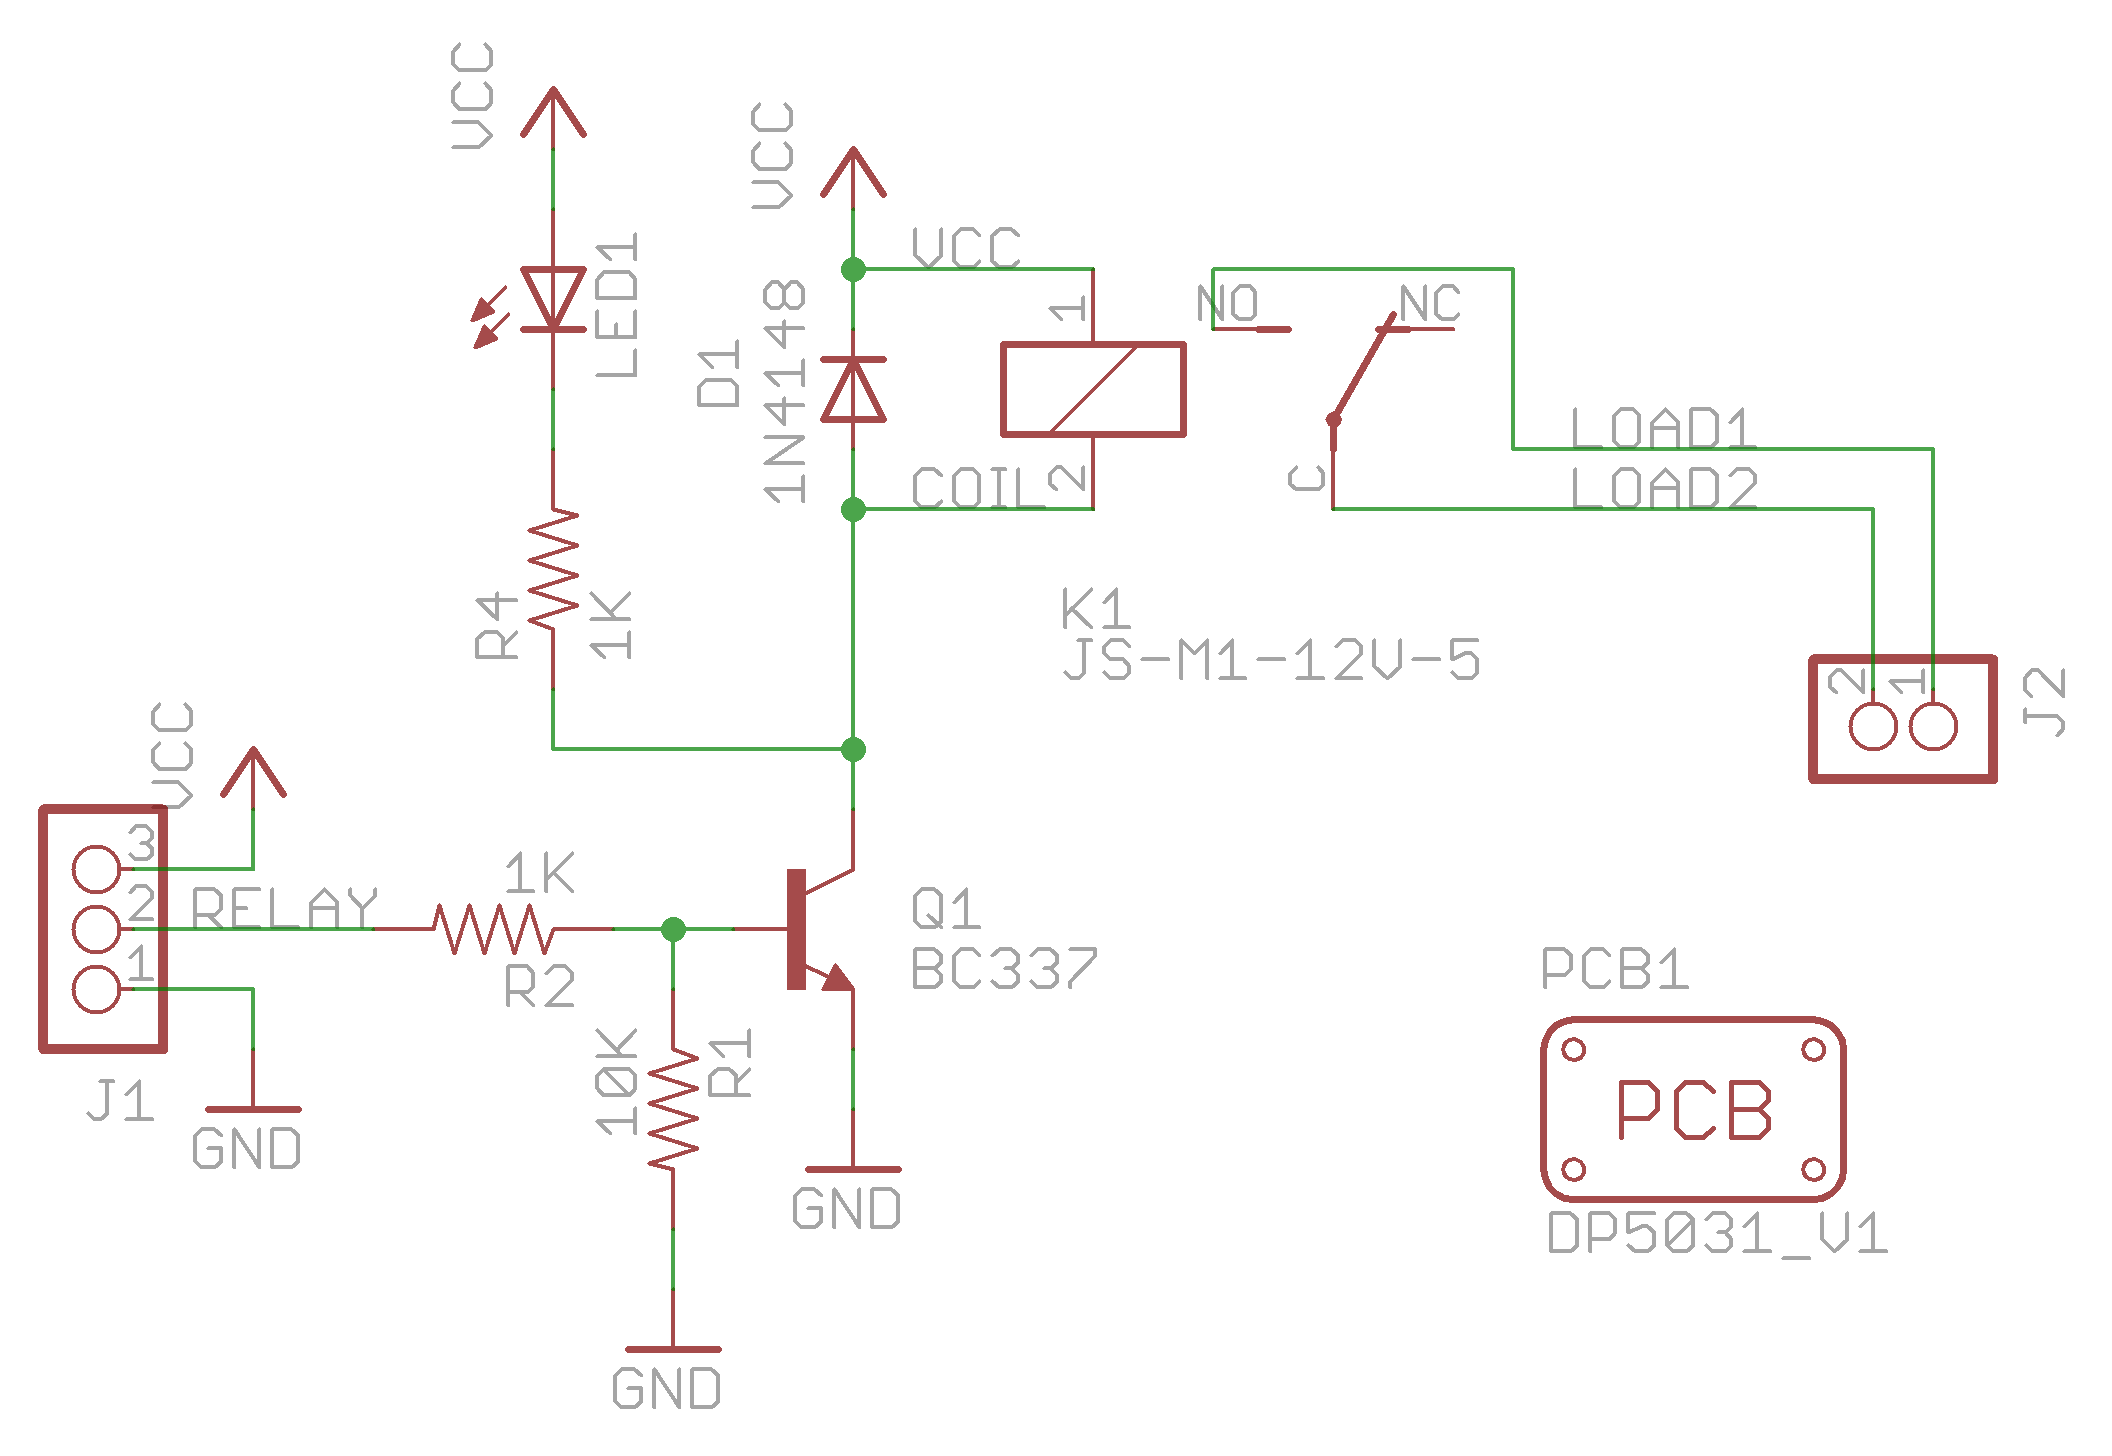 VCC
VCC
VCC
LED1
D1
1N4148
1
NO
NC
COIL
2
C
LOAD1
LOAD2
R4
1K
K1
JS-M1-12V-5
2
1
J2
VCC
3
2
1
RELAY
J1
GND
1K
R2
10K
R1
Q1
BC337
GND
GND
PCB1
PCB
DP5031_V1